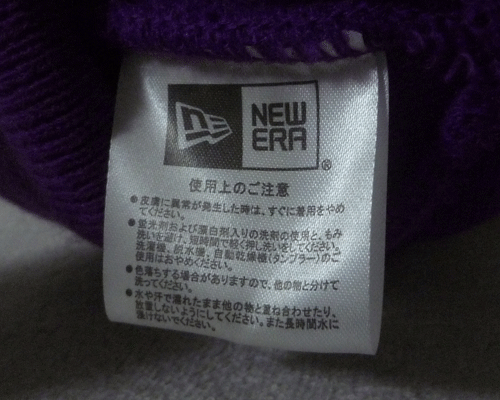 NEW
ERA
®
使用上のご注意
●皮膚に異常が発生した時は、すぐに着用をやめ
てください。
●蛍光剤および漂白剤入りの洗剤の使用と、もみ
洗いを避け、短時間で軽く押し洗いをしてください。
洗濯機、脱水機、自動乾燥機(タンブラー)のご
使用はおやめください。
●色落ちする場合がありますので、他の物と分けて
洗ってください。
●水や汗で濡れたまま他の物と重ね合わせたり、
放置しないようにしてください。また長時間水に
漬けないでください。